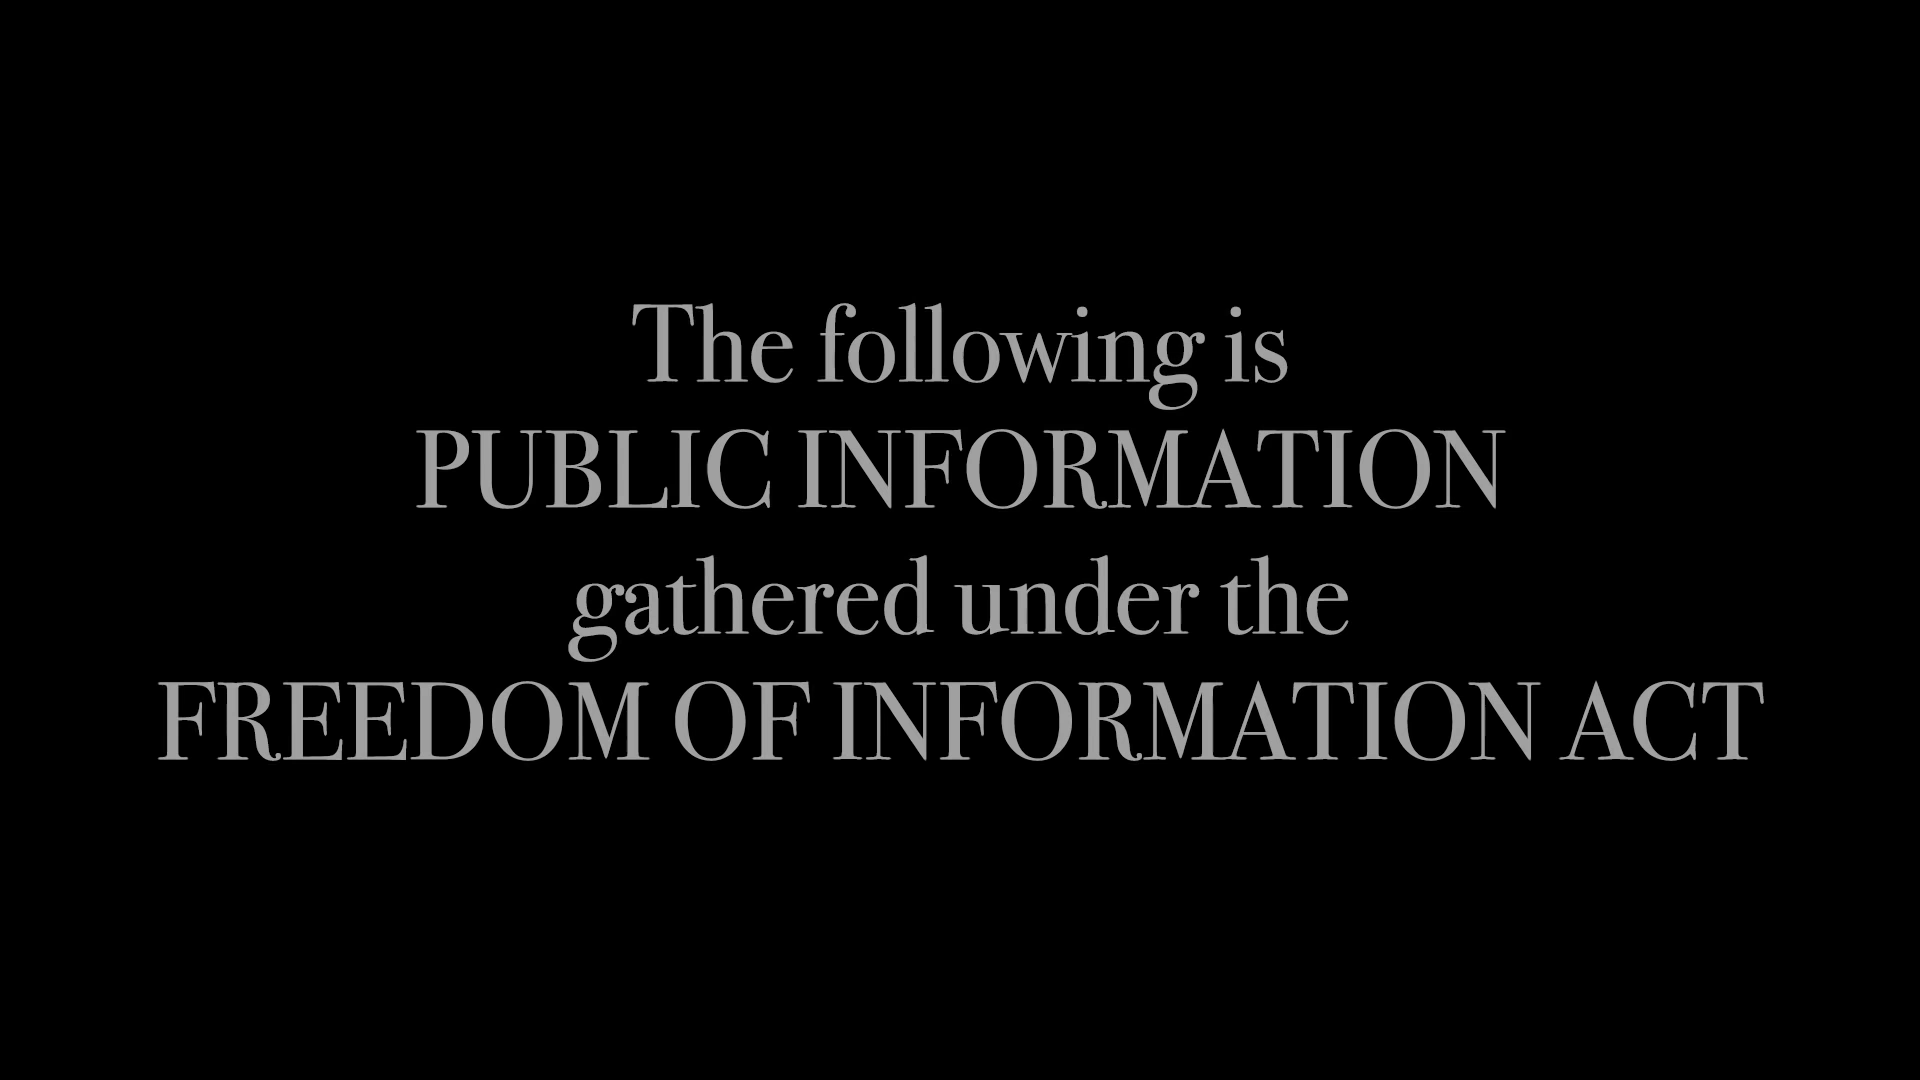 The following is
PUBLIC INFORMATION
gathered under the
FREEDOM OF INFORMATION ACT